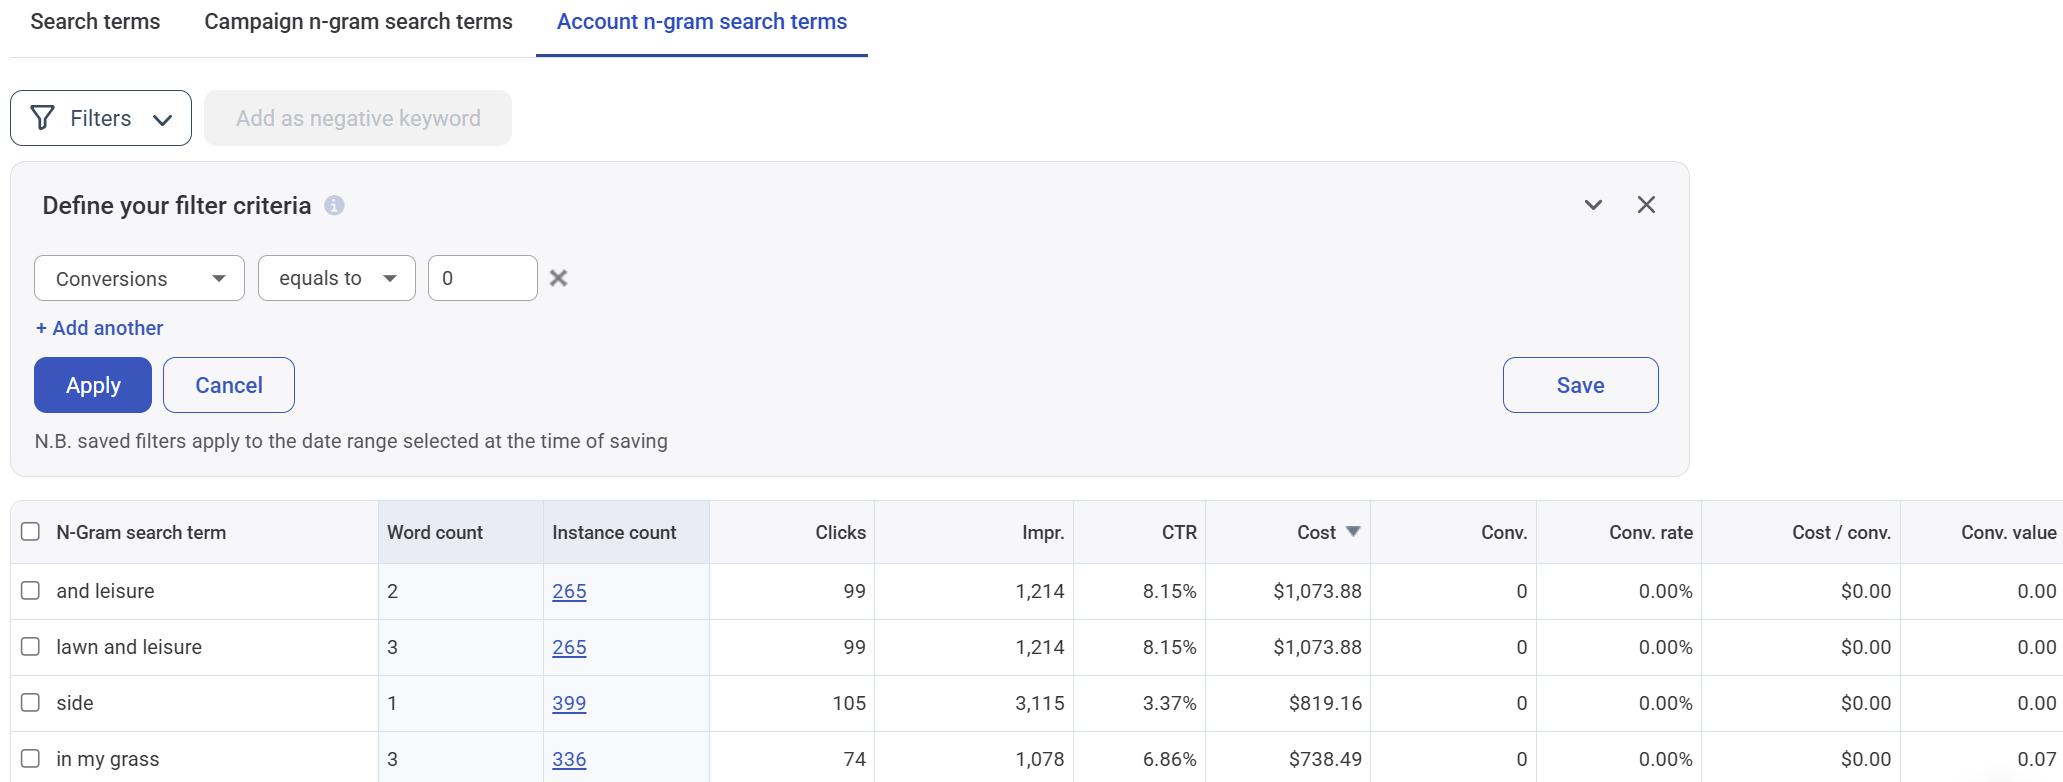 Search terms Campaign n-gram search terms Account n-gram search terms
Filters Add as negative keyword
Define your filter criteria
Conversions equals to 0
+ Add another
Apply Cancel Save
N.B. saved filters apply to the date range selected at the time of saving
N-Gram search term Word count Instance count Clicks Impr. CTR Cost Conv. Conv. rate Cost / conv. Conv. value
and leisure 2 265 99 1,214 8.15% $1,073.88 0 0.00% $0.00 0.00
lawn and leisure 3 265 99 1,214 8.15% $1,073.88 0 0.00% $0.00 0.00
side 1 399 105 3,115 3.37% $819.16 0 0.00% $0.00 0.00
in my grass 3 336 74 1,078 6.86% $738.49 0 0.00% $0.00 0.07